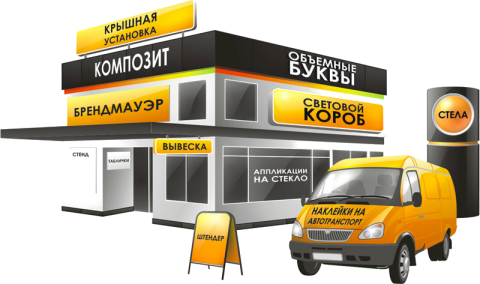 КРЫШНАЯ
УСТАНОВКА
КОМПОЗИТ
ОБЪЕМНЫЕ
БУКВЫ
БРЕНДМАУЭР
СВЕТОВОЙ
КОРОБ
СТЕЛА
ВЫВЕСКА
СТЕНД
ТАБЛИЧКИ
АППЛИКАЦИИ
НА СТЕКЛО
НАКЛЕЙКИ НА
АВТОТРАНСПОРТ
ШТЕНДЕР